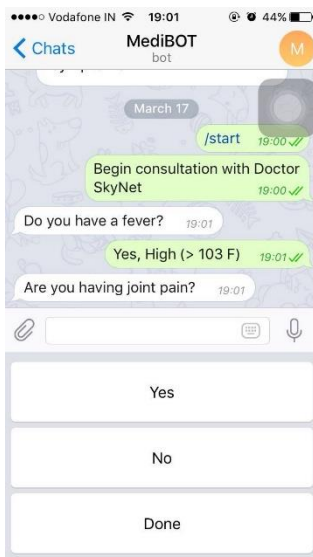 Vodafone IN 19:01 44%
Chats MediBOT M
bot
March 17
/start 19:00
Begin consultation with Doctor
SkyNet 19:00
Do you have a fever? 19:01
Yes, High (> 103 F) 19:01
Are you having joint pain? 19:01
Yes
No
Done